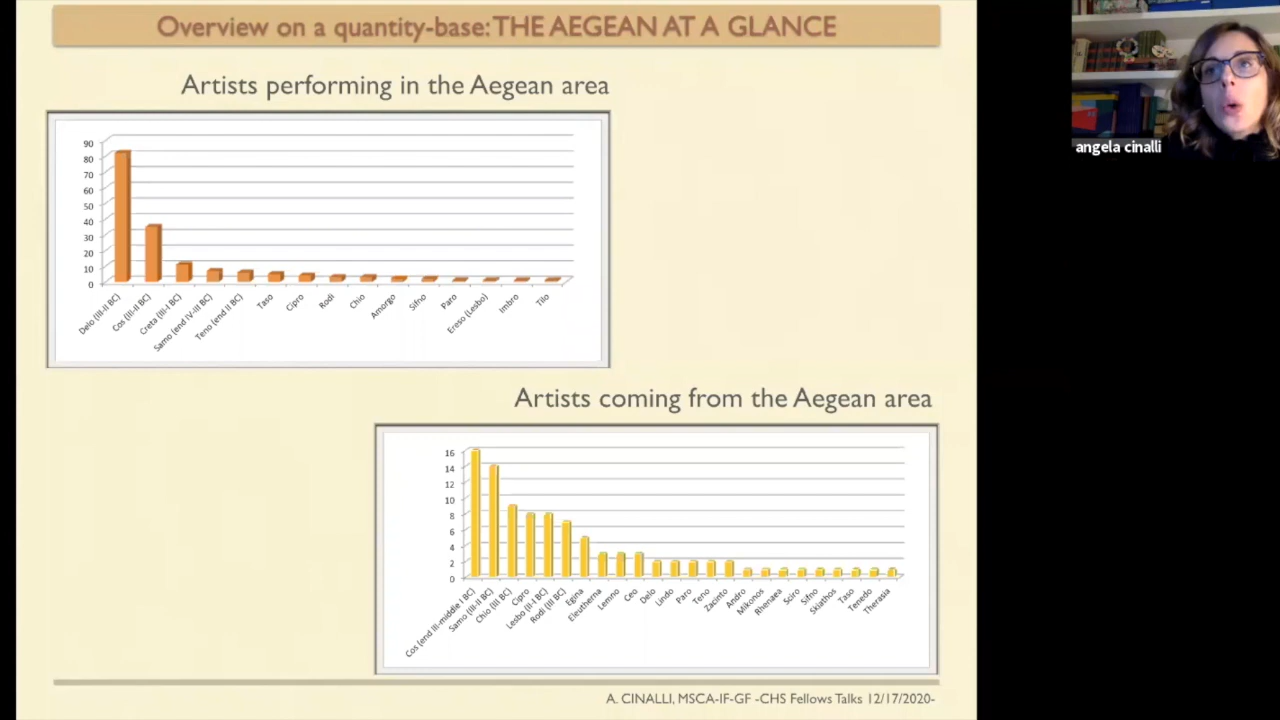 Overview on a quantity-base: THE AEGEAN AT A GLANCE
angela cinalli
Artists performing in the Aegean area
90
80
70
60
50
40
30
20
10
0
Delo (III-II BC)
Cos (III-II BC)
Creta (III-I BC)
Samo (end IV-III BC)
Teno (end II BC)
Taso
Cipro
Rodi
Chio
Amorgo
Sifno
Paro
Ereso (Lesbo)
Imbro
Tilo
Artists coming from the Aegean area
16
14
12
10
8
6
4
2
0
Cos (end III-middle I BC)
Samo (III-II BC)
Chio (III BC)
Cipro
Lesbo (II-I BC)
Rodi (III BC)
Egina
Eleutherna
Lemno
Ceo
Delo
Lindo
Paro
Teno
Zacinto
Andro
Mikonos
Rhenaea
Sciro
Sifno
Skiathos
Taso
Tenedo
Therasia
A. CINALLI, MSCA-IF-GF -CHS Fellows Talks 12/17/2020-